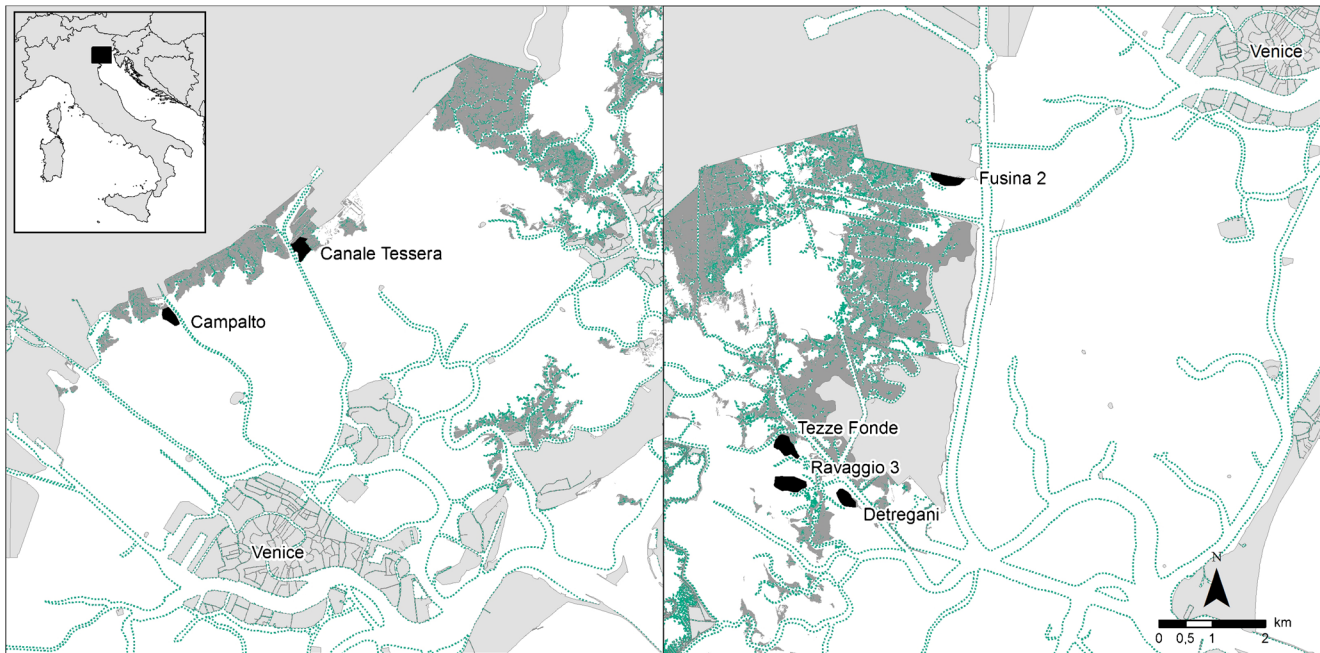 Canale Tessera
Campalto
Venice
Venice
Fusina 2
Tezze Fonde
Ravaggio 3
Detregani
N
km
0 0,5 1 2